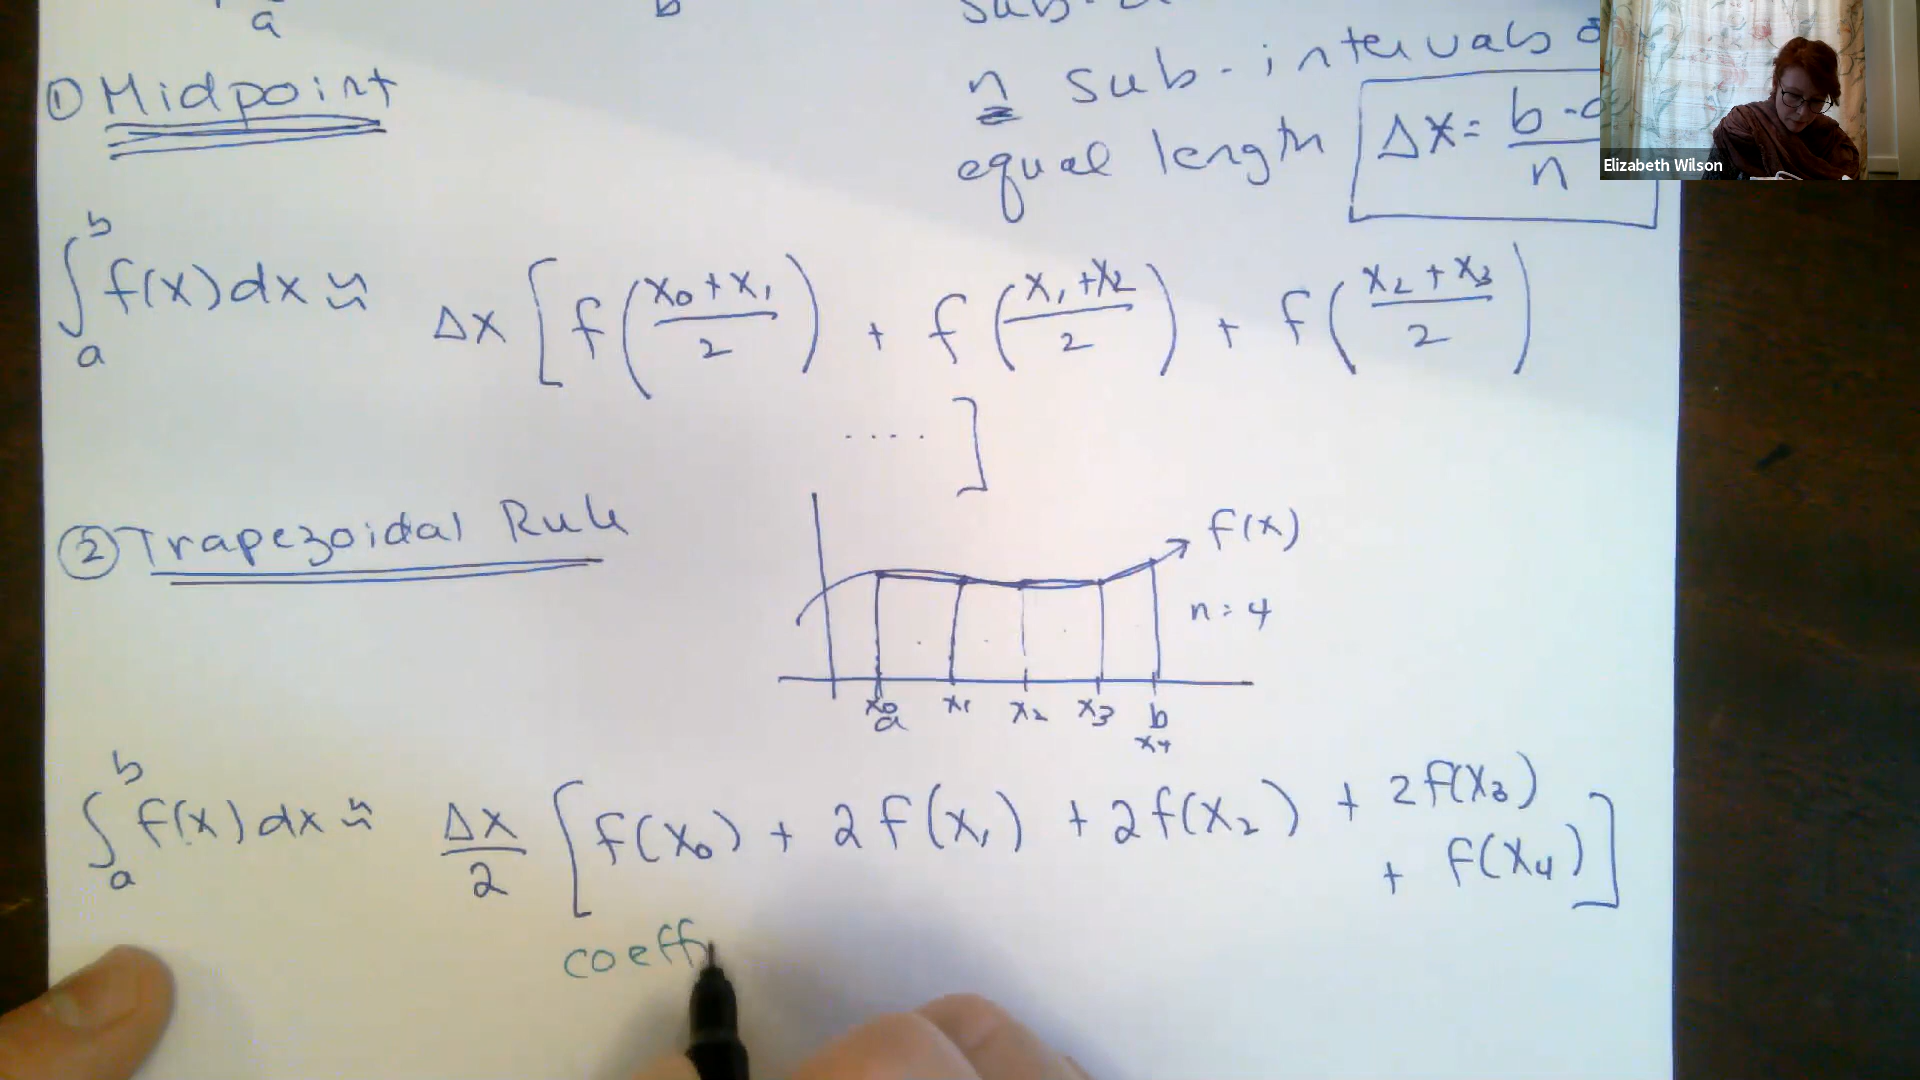 a b
n sub-intervals
① Midpoint
equal length Δx = b-a / n
Elizabeth Wilson
∫_a^b f(x)dx ≈ Δx [ f( (x₀+x₁)/2 ) + f( (x₁+x₂)/2 ) + f( (x₂+x₃)/2 )
.... ]
② Trapezoidal Rule
f(x)
n = 4
x₀ x₁ x₂ x₃ b
a x₄
∫_a^b f(x)dx ≈ Δx/2 [ f(x₀) + 2f(x₁) + 2f(x₂) + 2f(x₃)
+ f(x₄) ]
coeff